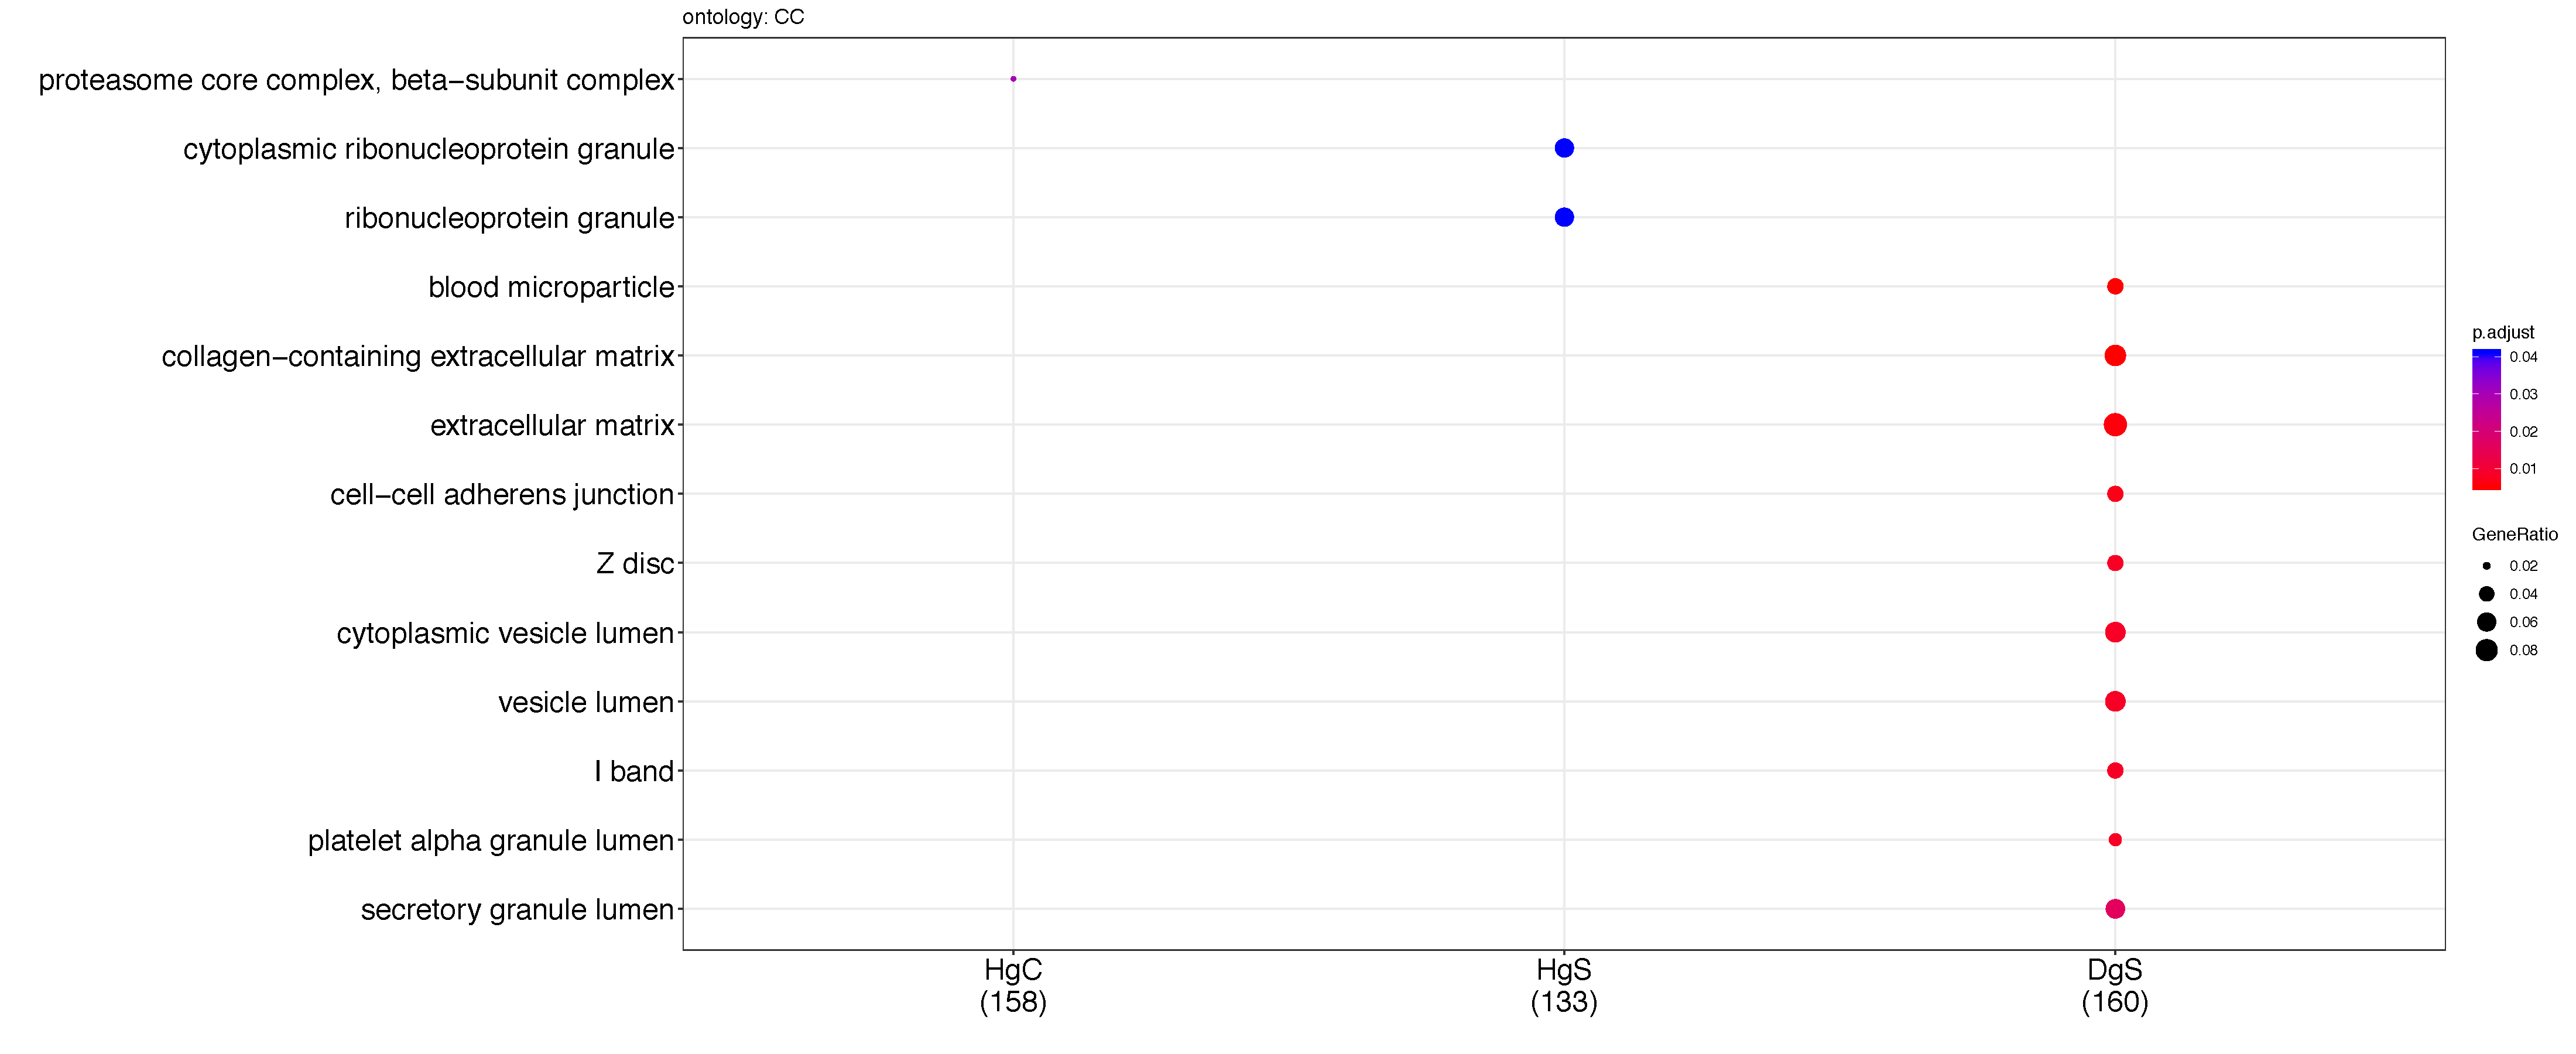 ontology: CC
proteasome core complex, beta−subunit complex
cytoplasmic ribonucleoprotein granule
ribonucleoprotein granule
blood microparticle
collagen−containing extracellular matrix
extracellular matrix
cell−cell adherens junction
Z disc
cytoplasmic vesicle lumen
vesicle lumen
I band
platelet alpha granule lumen
secretory granule lumen
HgC
(158)
HgS
(133)
DgS
(160)
p.adjust
0.04
0.03
0.02
0.01
GeneRatio
0.02
0.04
0.06
0.08